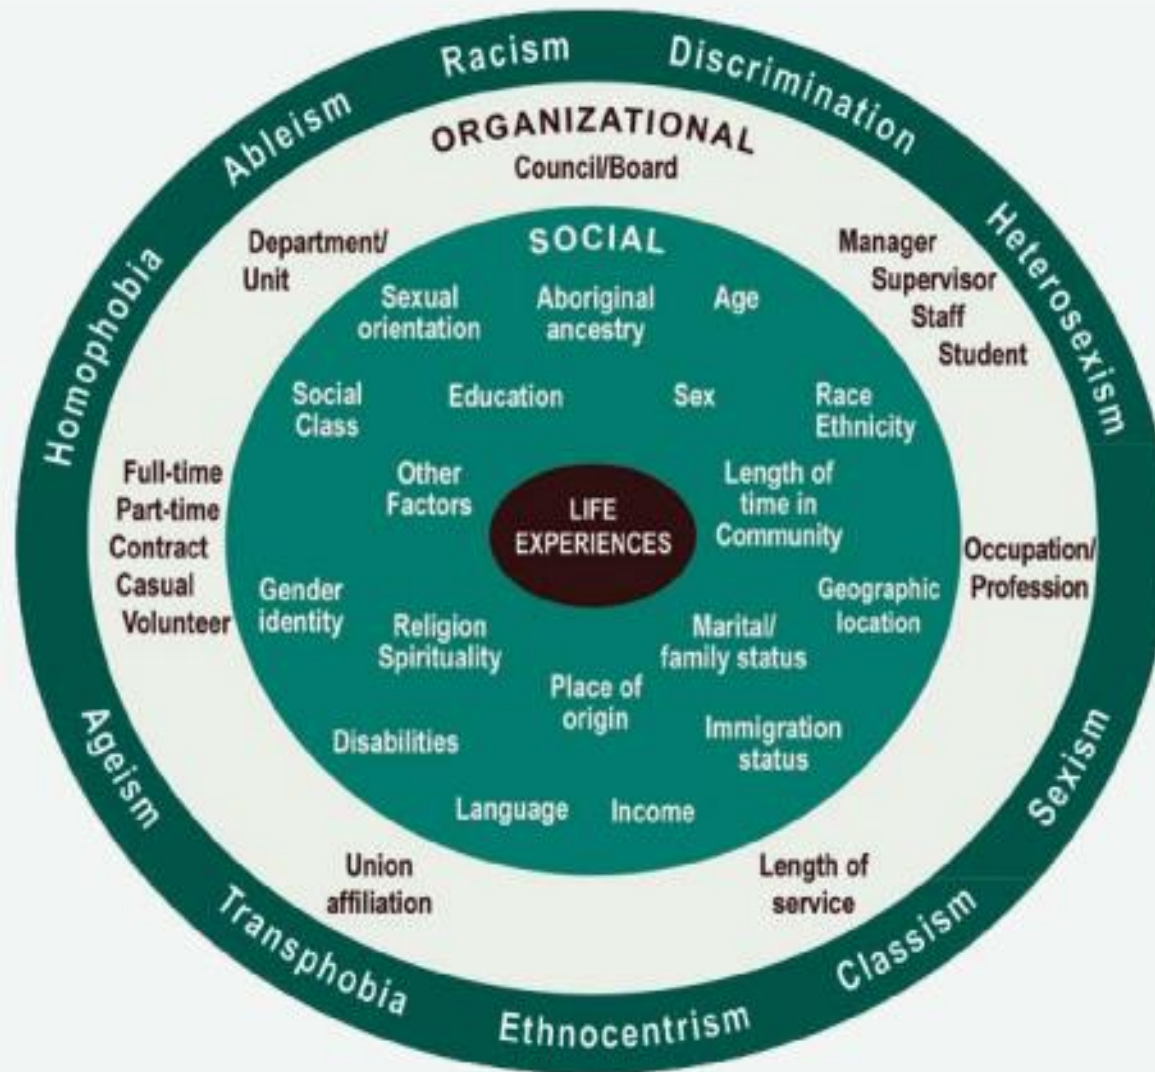 Racism
Discrimination
Ableism
Heterosexism
Homophobia
Sexism
Ageism
Classism
Transphobia
Ethnocentrism
ORGANIZATIONAL
Council/Board
Department/
Unit
Manager
Supervisor
Staff
Student
Full-time
Part-time
Contract
Casual
Volunteer
Occupation/
Profession
Union
affiliation
Length of
service
SOCIAL
Sexual
orientation
Aboriginal
ancestry
Age
Social
Class
Education
Sex
Race
Ethnicity
Other
Factors
Length of
time in
Community
LIFE
EXPERIENCES
Gender
identity
Religion
Spirituality
Marital/
family status
Geographic
location
Place of
origin
Disabilities
Immigration
status
Language
Income